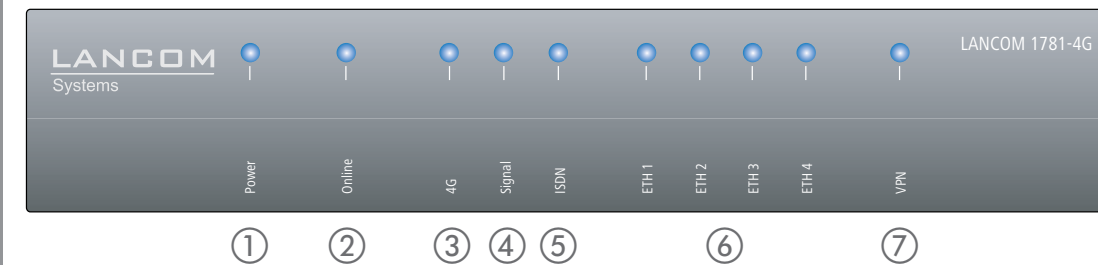 LANCOM
Systems
LANCOM 1781-4G
Power
Online
4G
Signal
ISDN
ETH 1
ETH 2
ETH 3
ETH 4
VPN
① ② ③ ④ ⑤ ⑥ ⑦